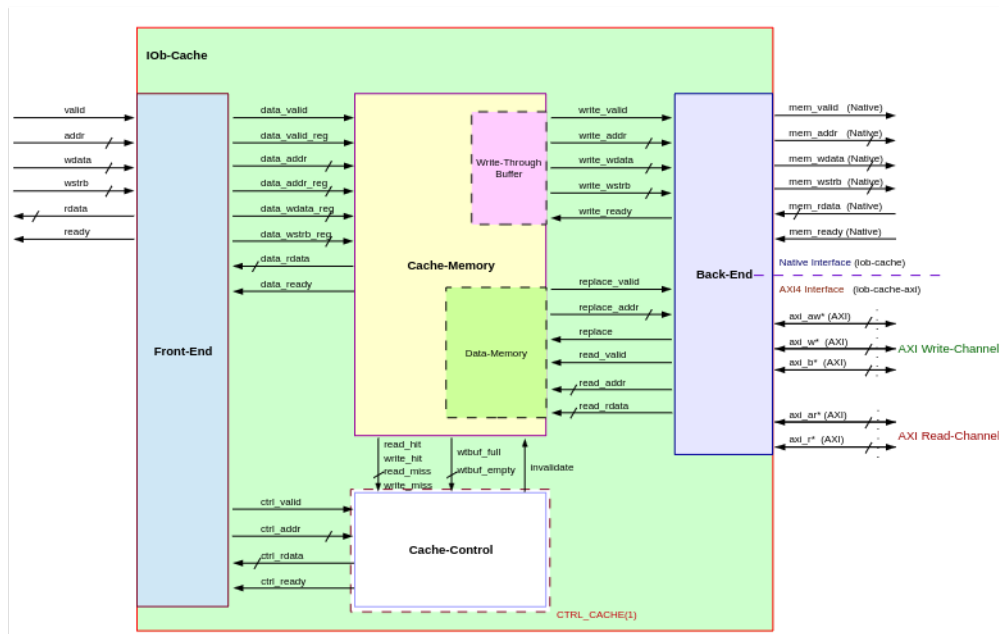 IOb-Cache
valid
addr
wdata
wstrb
rdata
ready
Front-End
data_valid
data_valid_reg
data_addr
data_addr_reg
data_wdata_reg
data_wstrb_reg
data_rdata
data_ready
Cache-Memory
Write-Through
Buffer
Data-Memory
write_valid
write_addr
write_wdata
write_wstrb
write_ready
replace_valid
replace_addr
replace
read_valid
read_addr
read_rdata
Back-End
mem_valid (Native)
mem_addr (Native)
mem_wdata (Native)
mem_wstrb (Native)
mem_rdata (Native)
mem_ready (Native)
Native Interface (iob-cache)
AXI4 Interface (iob-cache-axi)
axi_aw* (AXI)
axi_w* (AXI)
axi_b* (AXI)
AXI Write-Channel
axi_ar* (AXI)
axi_r* (AXI)
AXI Read-Channel
read_hit
write_hit
read_miss
write_miss
wtbuf_full
wtbuf_empty
invalidate
ctrl_valid
ctrl_addr
ctrl_rdata
ctrl_ready
Cache-Control
CTRL_CACHE(1)